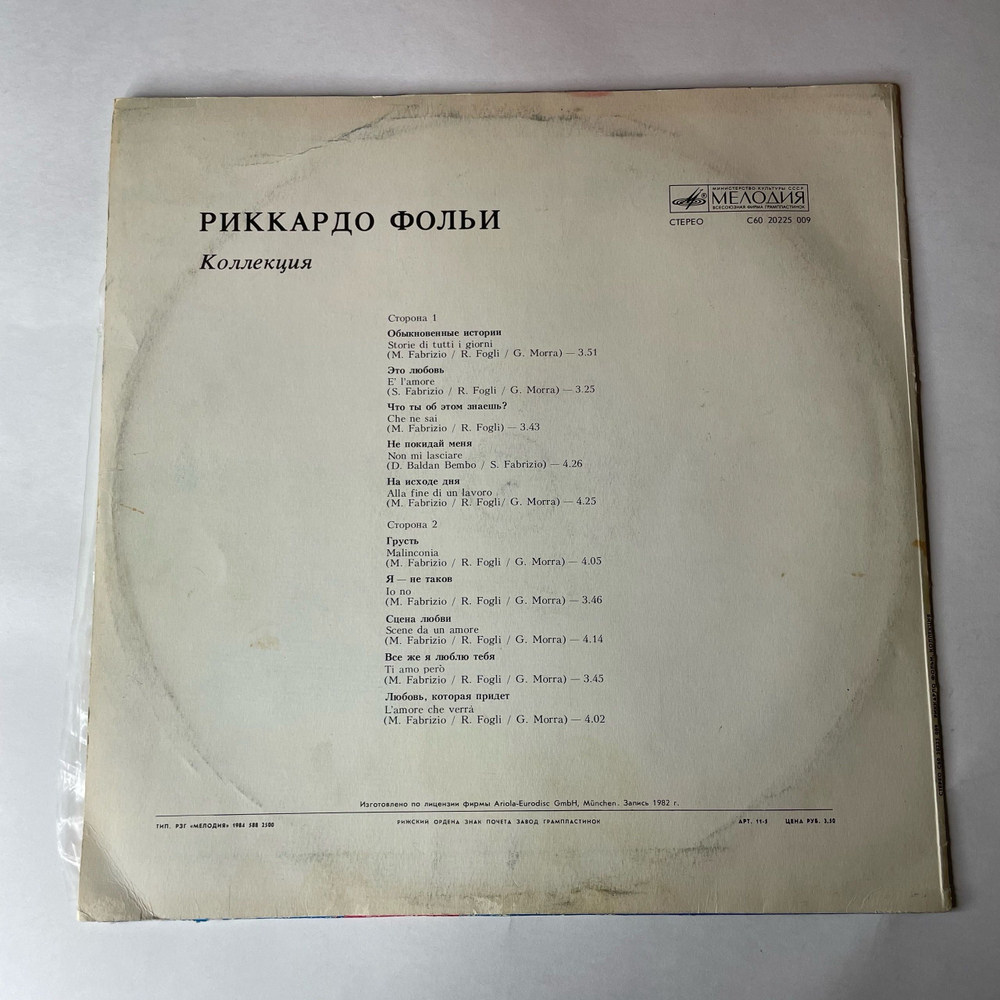 РИККАРДО ФОЛЬИ
Коллекция
МИНИСТЕРСТВО КУЛЬТУРЫ СССР
МЕЛОДИЯ
ВСЕСОЮЗНАЯ ФИРМА ГРАМПЛАСТИНОК
СТЕРЕО С60 20225 009
Сторона 1
Обыкновенные истории
Storie di tutti i giorni
(M. Fabrizio / R. Fogli / G. Morra) — 3.51
Это любовь
E' l'amore
(S. Fabrizio / R. Fogli / G. Morra) — 3.25
Что ты об этом знаешь?
Che ne sai
(M. Fabrizio / R. Fogli) — 3.43
Не покидай меня
Non mi lasciare
(D. Baldan Bembo / S. Fabrizio) — 4.26
На исходе дня
Alla fine di un lavoro
(M. Fabrizio / R. Fogli/ G. Morra) — 4.25
Сторона 2
Грусть
Malinconia
(M. Fabrizio / R. Fogli / G. Morra) — 4.05
Я — не таков
Io no
(M. Fabrizio / R. Fogli / G. Morra) — 3.46
Сцена любви
Scene da un amore
(M. Fabrizio / R. Fogli / G. Morra) — 4.14
Все же я люблю тебя
Ti amo però
(M. Fabrizio / R. Fogli / G. Morra) — 3.45
Любовь, которая придет
L'amore che verrà
(M. Fabrizio / R. Fogli / G. Morra) — 4.02
Изготовлено по лицензии фирмы Ariola-Eurodisc GmbH, München. Запись 1982 г.
ТИП. РЗГ «МЕЛОДИЯ» 1984 588 2500 РИЖСКИЙ ОРДЕНА ЗНАК ПОЧЕТА ЗАВОД ГРАМПЛАСТИНОК АРТ. 11-5 ЦЕНА РУБ. 3,50